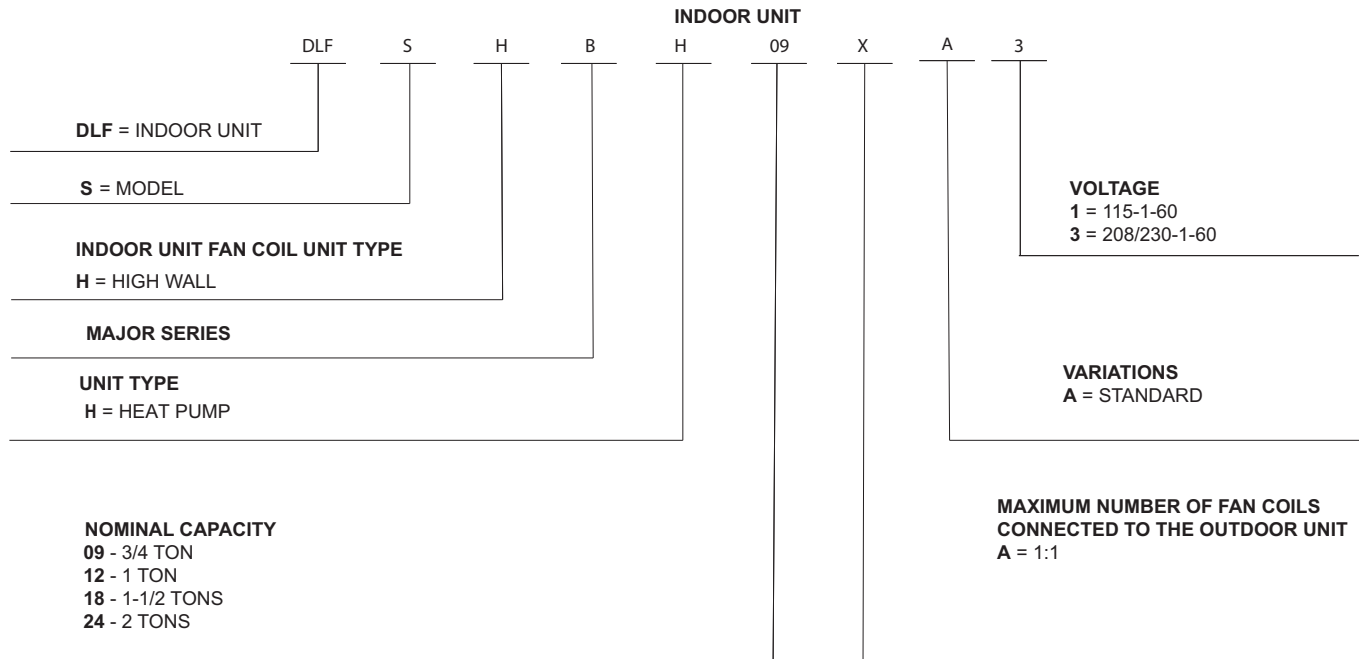 INDOOR UNIT
DLF S H B H 09 X A 3
DLF = INDOOR UNIT
S = MODEL
INDOOR UNIT FAN COIL UNIT TYPE
H = HIGH WALL
MAJOR SERIES
UNIT TYPE
H = HEAT PUMP
NOMINAL CAPACITY
09 - 3/4 TON
12 - 1 TON
18 - 1-1/2 TONS
24 - 2 TONS
VOLTAGE
1 = 115-1-60
3 = 208/230-1-60
VARIATIONS
A = STANDARD
MAXIMUM NUMBER OF FAN COILS
CONNECTED TO THE OUTDOOR UNIT
A = 1:1